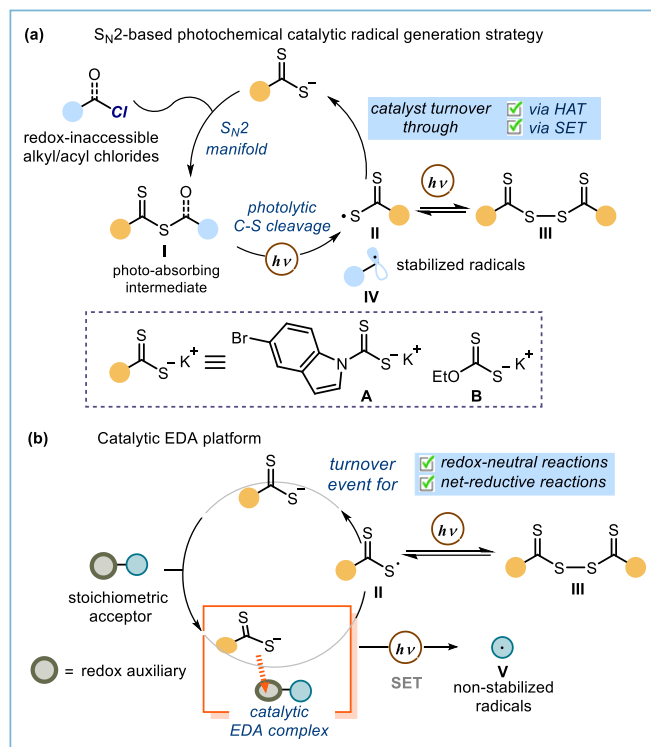 (a) S_N2-based photochemical catalytic radical generation strategy
O
Cl
redox-inaccessible
alkyl/acyl chlorides
S
S−
S_N2
manifold
catalyst turnover
through
via HAT
via SET
S
O
S
I
photo-absorbing
intermediate
photolytic
C-S cleavage
hν
S
•S
II
hν
S
S
S—S
III
IV
stabilized radicals
S
S− K+
≡
Br
N
S
S− K+
A
S
EtO
S− K+
B
(b) Catalytic EDA platform
S
S−
turnover
event for
redox-neutral reactions
net-reductive reactions
stoichiometric
acceptor
S
S•
II
hν
S
S
S—S
III
= redox auxiliary
S
S−
catalytic
EDA complex
hν
SET
•
V
non-stabilized
radicals